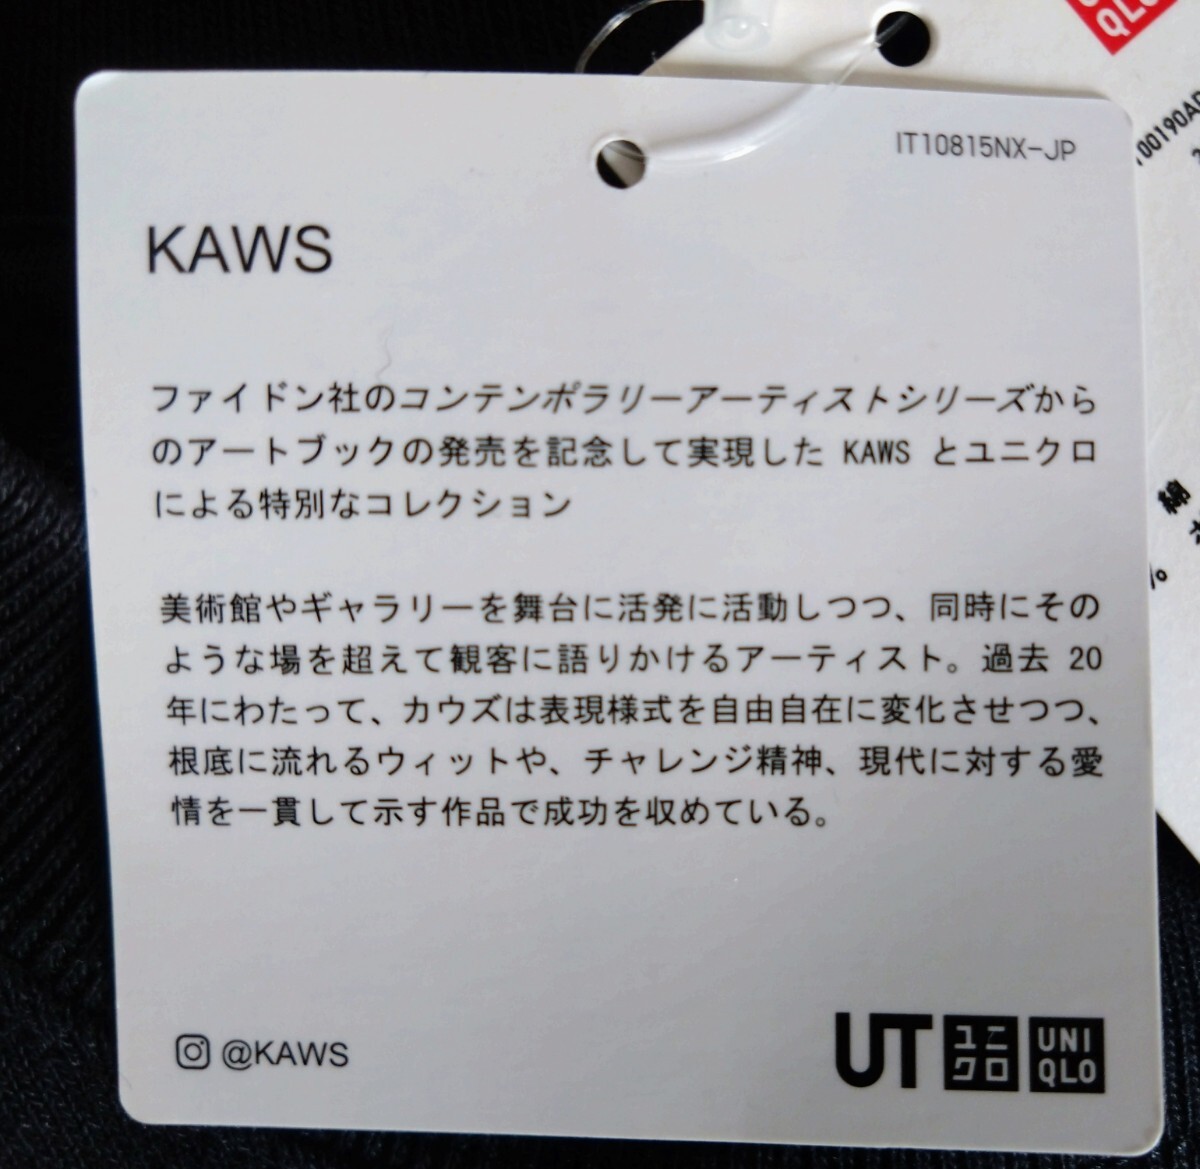 QLO
00190A
IT10815NX-JP
KAWS
ファイドン社のコンテンポラリーアーティストシリーズから
のアートブックの発売を記念して実現した KAWS とユニクロ
による特別なコレクション
美術館やギャラリーを舞台に活発に活動しつつ、同時にその
ような場を超えて観客に語りかけるアーティスト。過去 20
年にわたって、カウズは表現様式を自由自在に変化させつつ、
根底に流れるウィットや、チャレンジ精神、現代に対する愛
情を一貫して示す作品で成功を収めている。
綿
@KAWS
UT ユニクロ UNIQLO